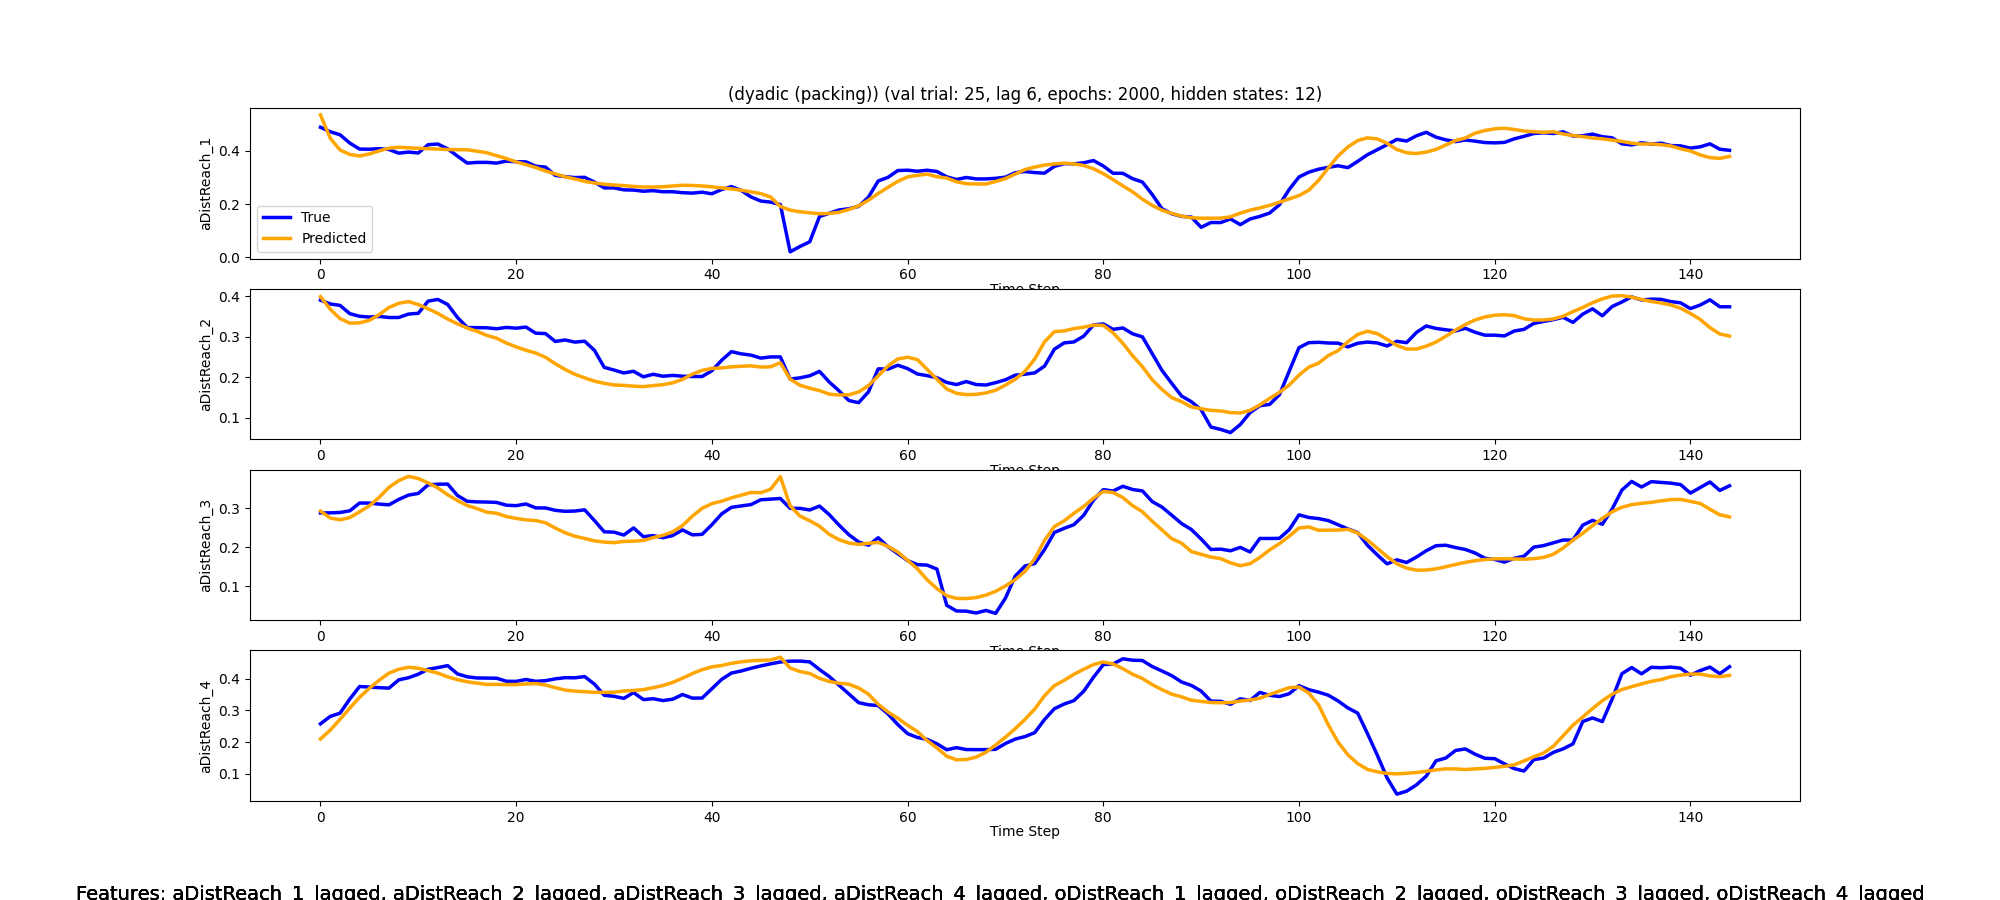 (dyadic (packing)) (val trial: 25, lag 6, epochs: 2000, hidden states: 12)
aDistReach_1
0.4
0.2
0.0
True
Predicted
0 20 40 60 80 100 120 140
Time Step
aDistReach_2
0.4
0.3
0.2
0.1
0 20 40 60 80 100 120 140
Time Step
aDistReach_3
0.3
0.2
0.1
0 20 40 60 80 100 120 140
Time Step
aDistReach_4
0.4
0.3
0.2
0.1
0 20 40 60 80 100 120 140
Time Step
Features: aDistReach_1_lagged, aDistReach_2_lagged, aDistReach_3_lagged, aDistReach_4_lagged, oDistReach_1_lagged, oDistReach_2_lagged, oDistReach_3_lagged, oDistReach_4_lagged